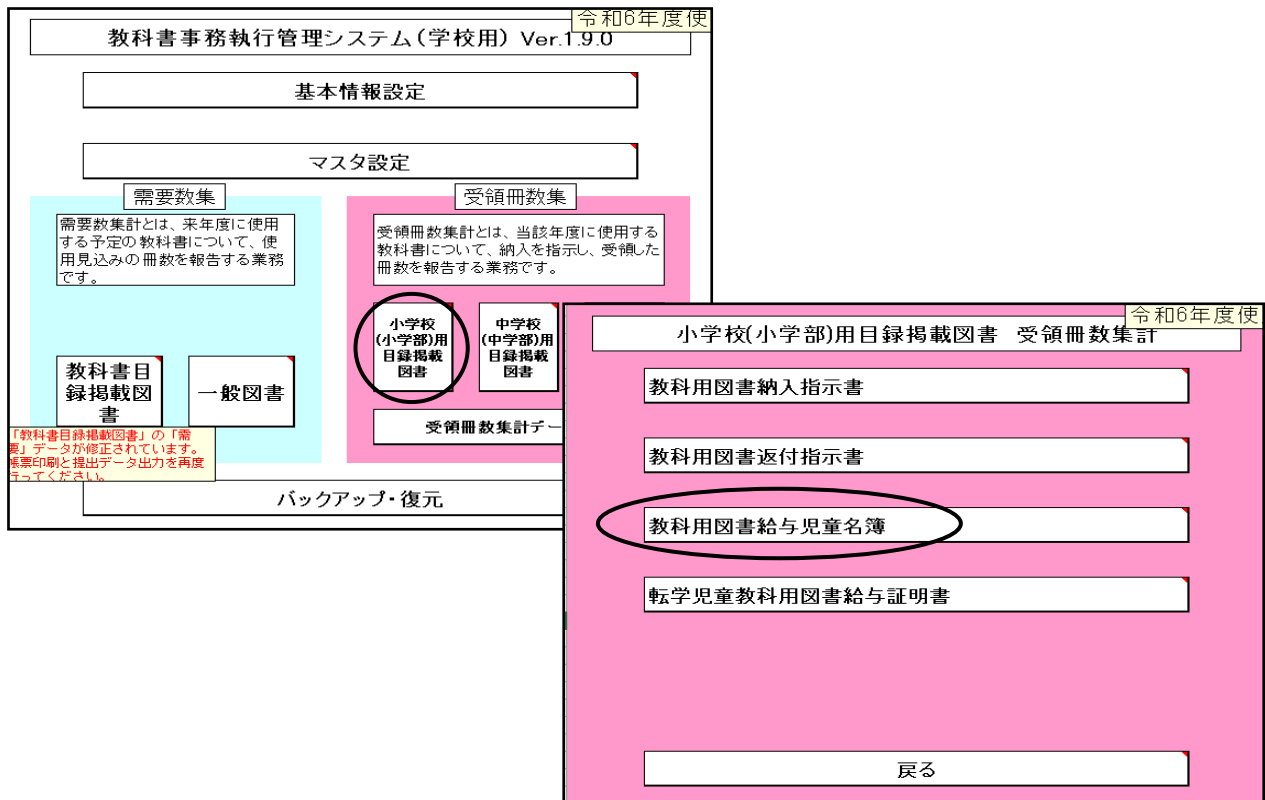 令和6年度使
教科書事務執行管理システム(学校用) Ver.1.9.0
基本情報設定
マスタ設定
需要数集
需要数集計とは、来年度に使用
する予定の教科書について、使
用見込みの冊数を報告する業務
です。
教科書目
録掲載図
書
一般図書
「教科書目録掲載図書」の「需
要」データが修正されています。
帳票印刷と提出データ出力を再度
行ってください。
受領冊数集
受領冊数集計とは、当該年度に使用する
教科書について、納入を指示し、受領した
冊数を報告する業務です。
小学校
(小学部)用
目録掲載
図書
中学校
(中学部)用
目録掲載
図書
受領冊数集計デー
バックアップ・復元
令和6年度使
小学校(小学部)用目録掲載図書 受領冊数集計
教科用図書納入指示書
教科用図書返付指示書
教科用図書給与児童名簿
転学児童教科用図書給与証明書
戻る